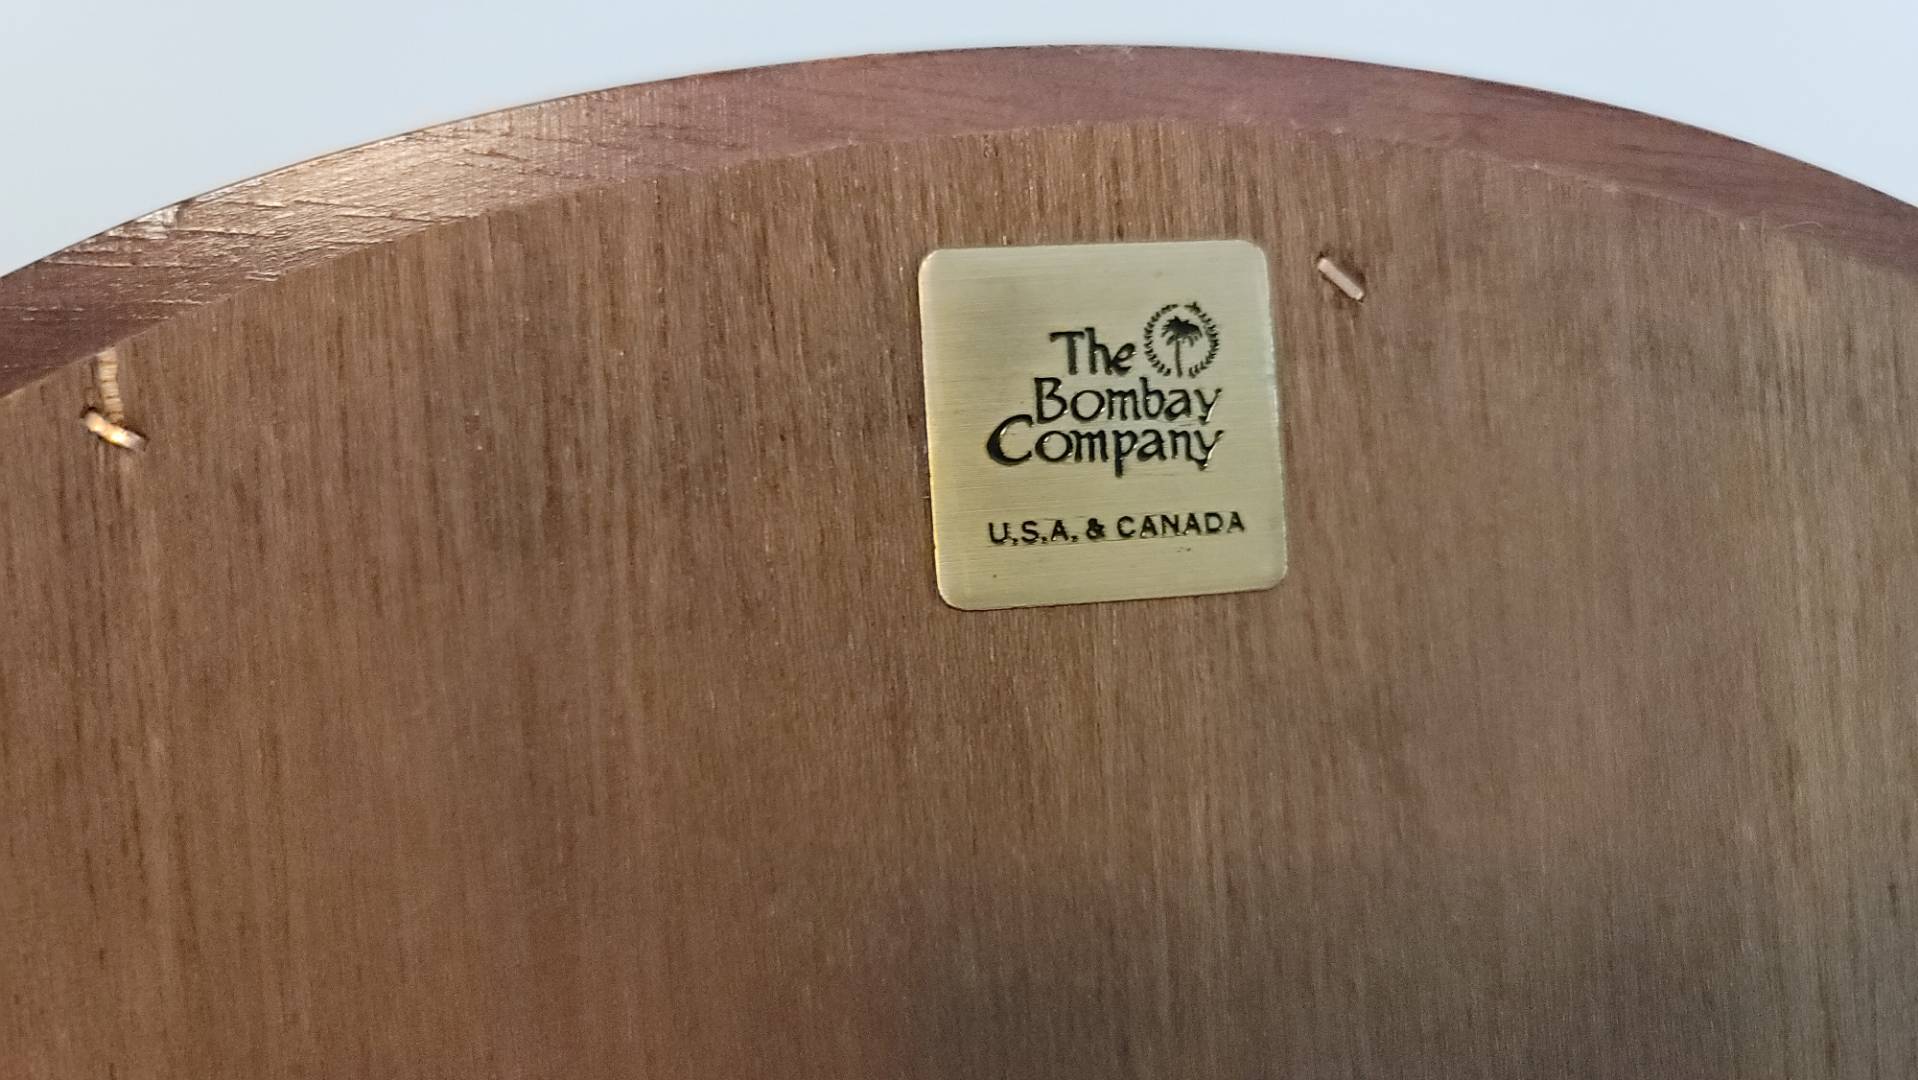 The
Bombay
Company
U.S.A. & CANADA